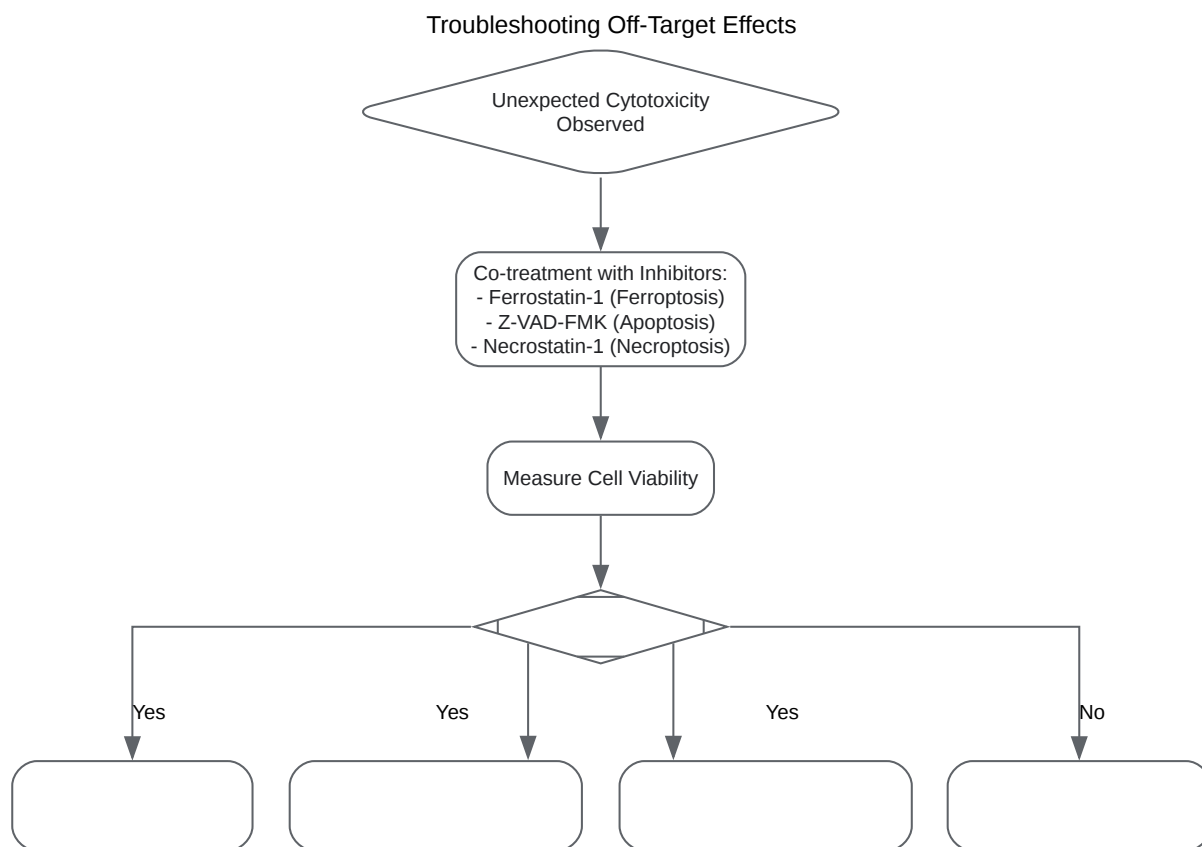 Troubleshooting Off-Target Effects
Unexpected Cytotoxicity
Observed
Co-treatment with Inhibitors:
- Ferrostatin-1 (Ferroptosis)
- Z-VAD-FMK (Apoptosis)
- Necrostatin-1 (Necroptosis)
Measure Cell Viability
Yes
Yes
Yes
No